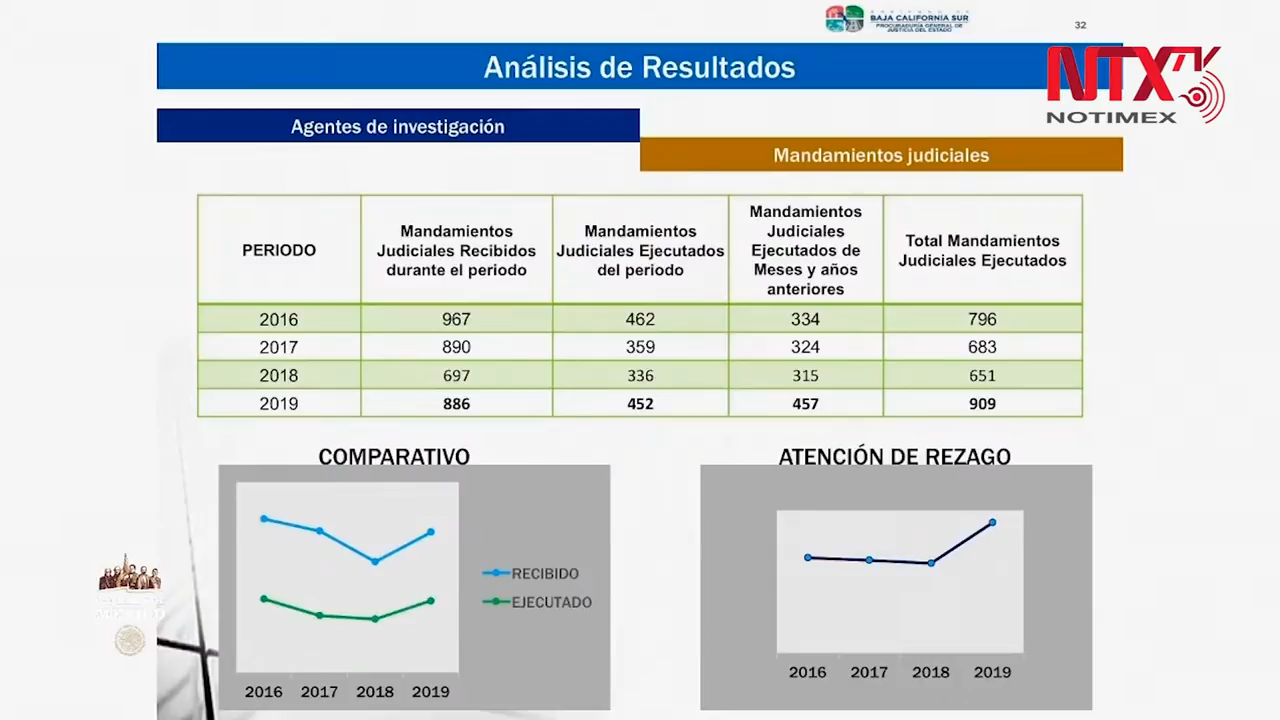 BAJA CALIFORNIA SUR
PROCURADURÍA GENERAL DE
JUSTICIA DEL ESTADO
32
Análisis de Resultados
NTX TV
NOTIMEX
Agentes de investigación
Mandamientos judiciales
PERIODO
Mandamientos
Judiciales Recibidos
durante el periodo
Mandamientos
Judiciales Ejecutados
del periodo
Mandamientos
Judiciales
Ejecutados de
Meses y años
anteriores
Total Mandamientos
Judiciales Ejecutados
2016 967 462 334 796
2017 890 359 324 683
2018 697 336 315 651
2019 886 452 457 909
COMPARATIVO
RECIBIDO
EJECUTADO
2016 2017 2018 2019
ATENCIÓN DE REZAGO
2016 2017 2018 2019